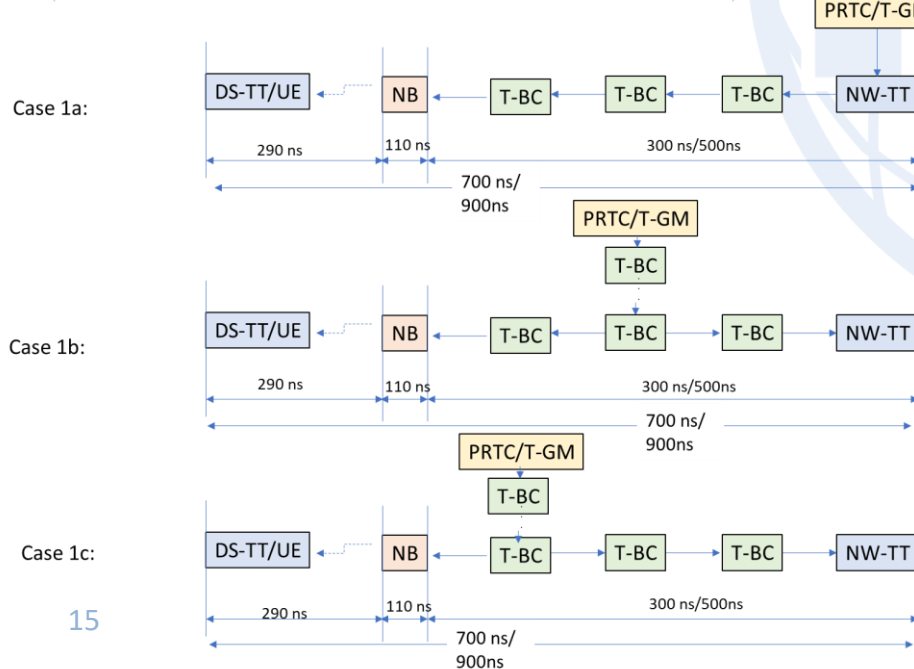 PRTC/T-GM
Case 1a:
DS-TT/UE
NB
T-BC
T-BC
T-BC
NW-TT
290 ns
110 ns
300 ns/500ns
700 ns/
900ns
PRTC/T-GM
T-BC
Case 1b:
DS-TT/UE
NB
T-BC
T-BC
T-BC
NW-TT
290 ns
110 ns
300 ns/500ns
700 ns/
900ns
PRTC/T-GM
T-BC
Case 1c:
DS-TT/UE
NB
T-BC
T-BC
T-BC
NW-TT
290 ns
110 ns
300 ns/500ns
15
700 ns/
900ns